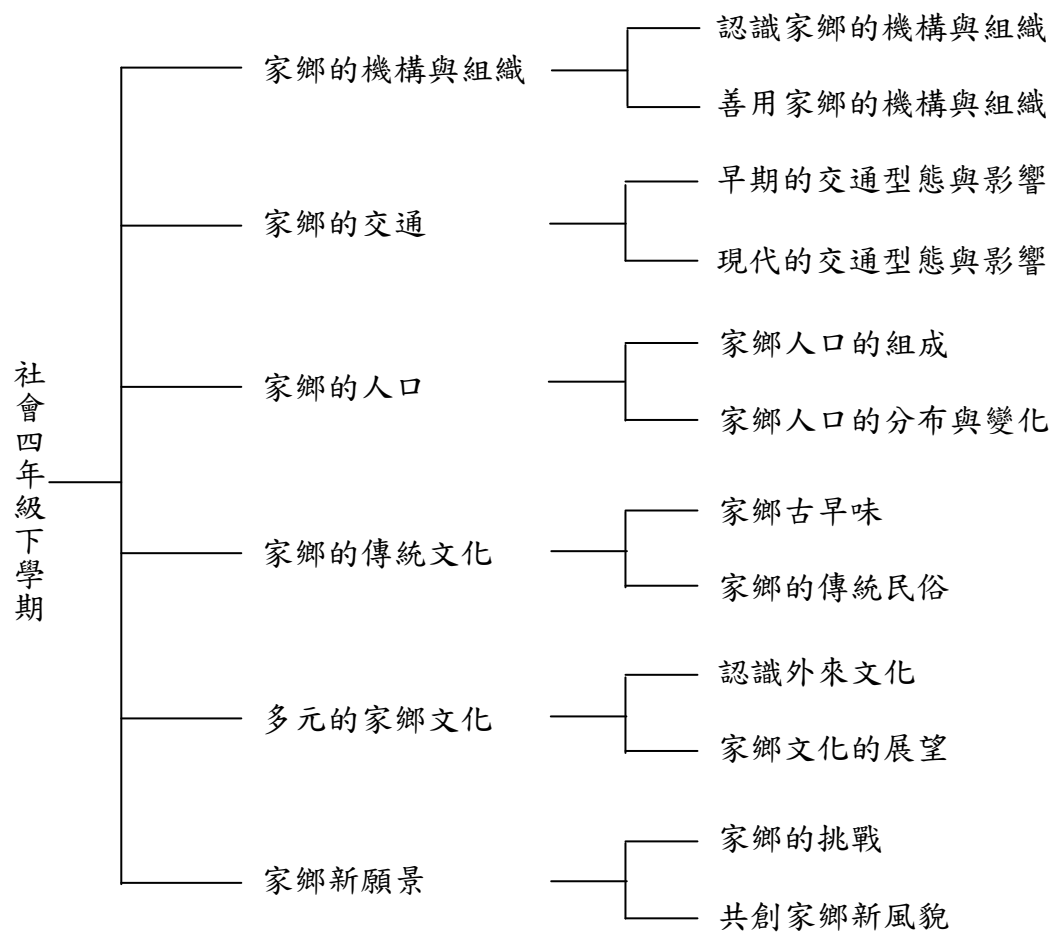 社會四年級下學期
家鄉的機構與組織
認識家鄉的機構與組織
善用家鄉的機構與組織
家鄉的交通
早期的交通型態與影響
現代的交通型態與影響
家鄉的人口
家鄉人口的組成
家鄉人口的分布與變化
家鄉的傳統文化
家鄉古早味
家鄉的傳統民俗
多元的家鄉文化
認識外來文化
家鄉文化的展望
家鄉新願景
家鄉的挑戰
共創家鄉新風貌